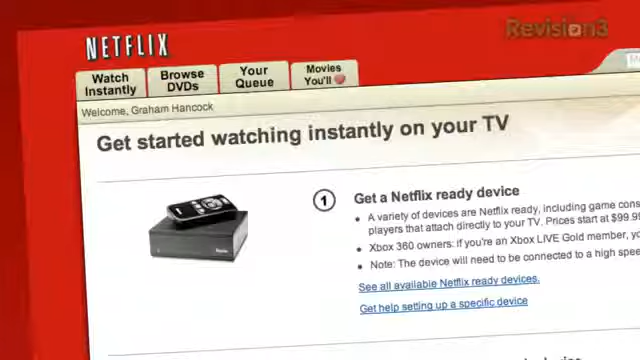 Revision3
NETFLIX
Watch Instantly
Browse DVDs
Your Queue
Movies You'll
Welcome, Graham Hancock
Get started watching instantly on your TV
1
Get a Netflix ready device
• A variety of devices are Netflix ready, including game cons
players that attach directly to your TV. Prices start at $99.99
• Xbox 360 owners: if you're an Xbox LIVE Gold member, yo
• Note: The device will need to be connected to a high speed
See all available Netflix ready devices.
Get help setting up a specific device